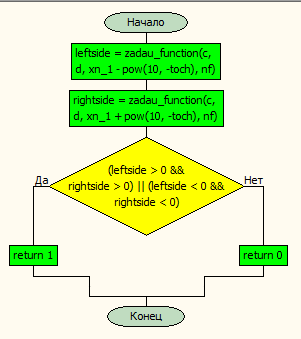 Начало
leftside = zadau_function(c,
d, xn_1 - pow(10, -toch), nf)
rightside = zadau_function(c,
d, xn_1 + pow(10, -toch), nf)
(leftside > 0 &&
rightside > 0) || (leftside < 0 &&
rightside < 0)
Да
Нет
return 1
return 0
Конец